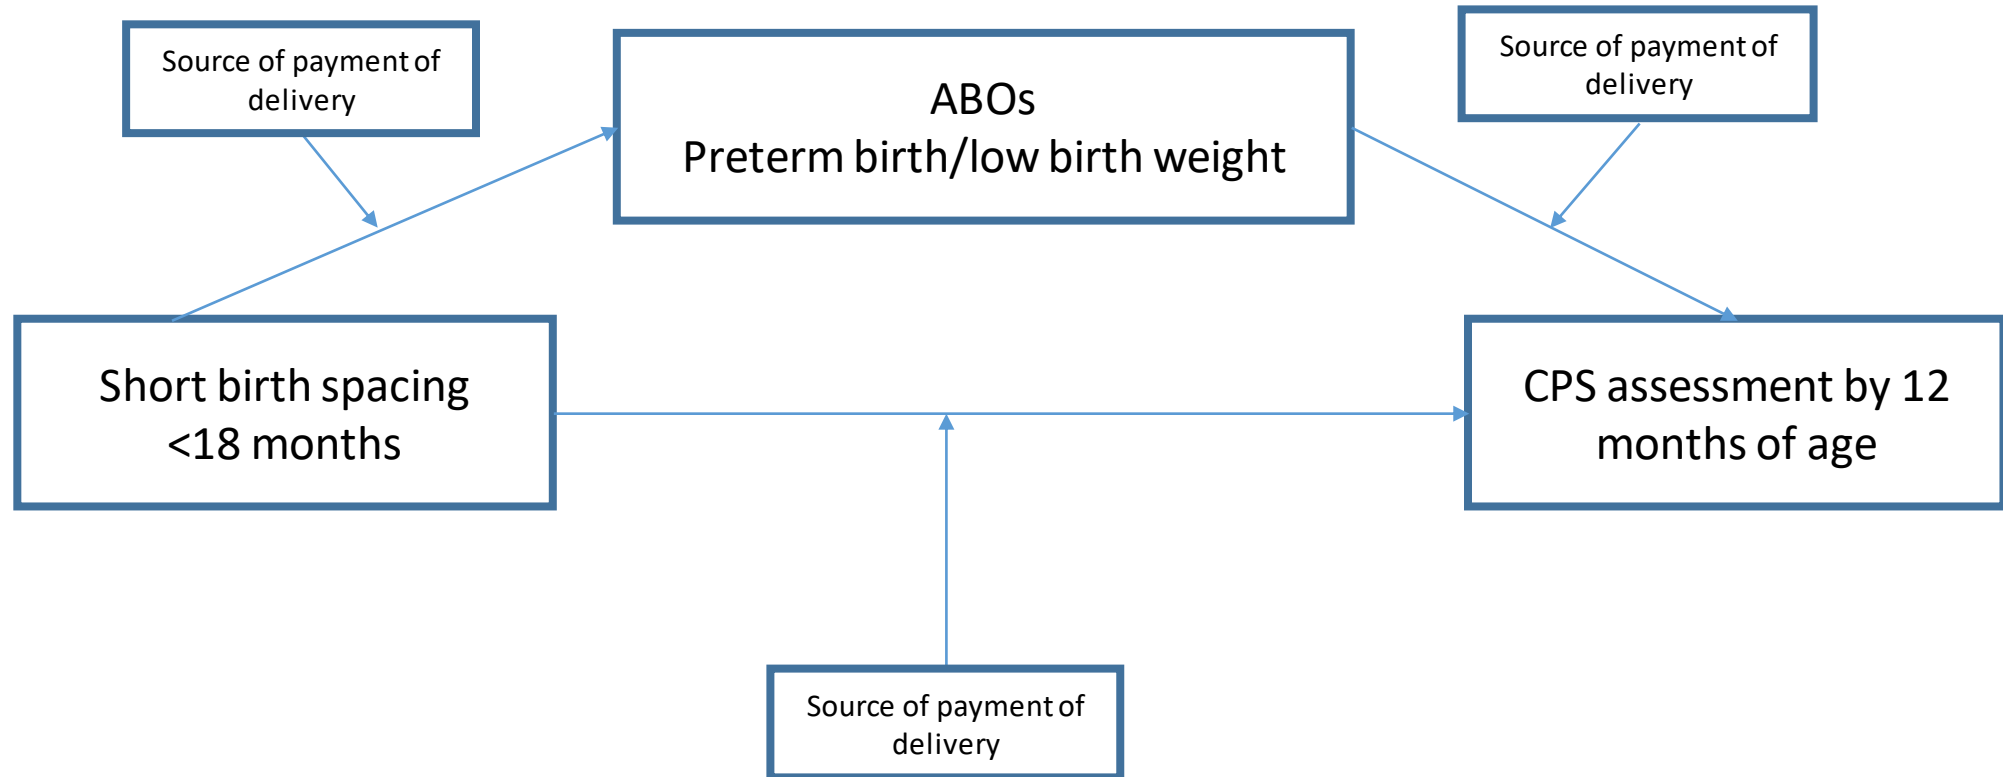 Source of payment of
delivery
ABOs
Preterm birth/low birth weight
Source of payment of
delivery
Short birth spacing
<18 months
CPS assessment by 12
months of age
Source of payment of
delivery